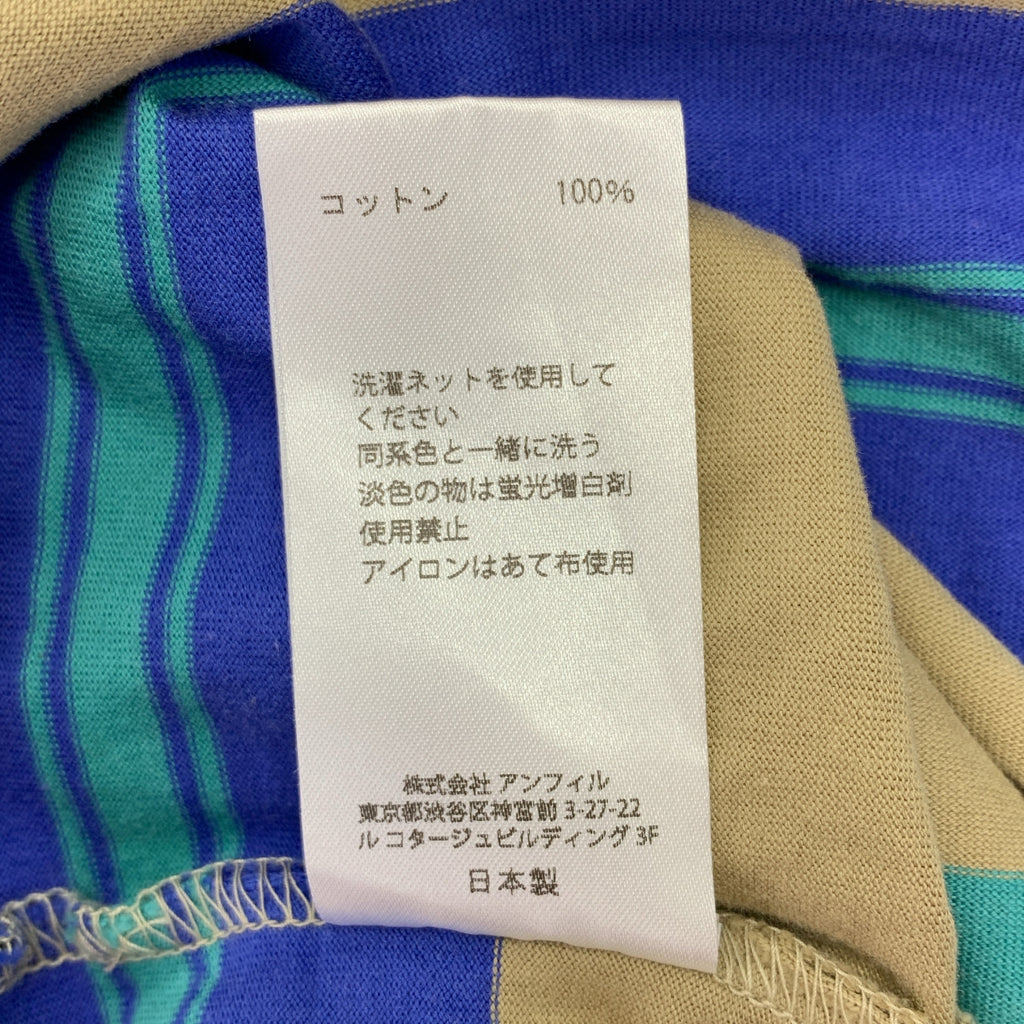 コットン 100%
洗濯ネットを使用して
ください
同系色と一緒に洗う
淡色の物は蛍光増白剤
使用禁止
アイロンはあて布使用
株式会社 アンフィル
東京都渋谷区神宮前 3-27-22
ル コタージュビルディング 3F
日本製